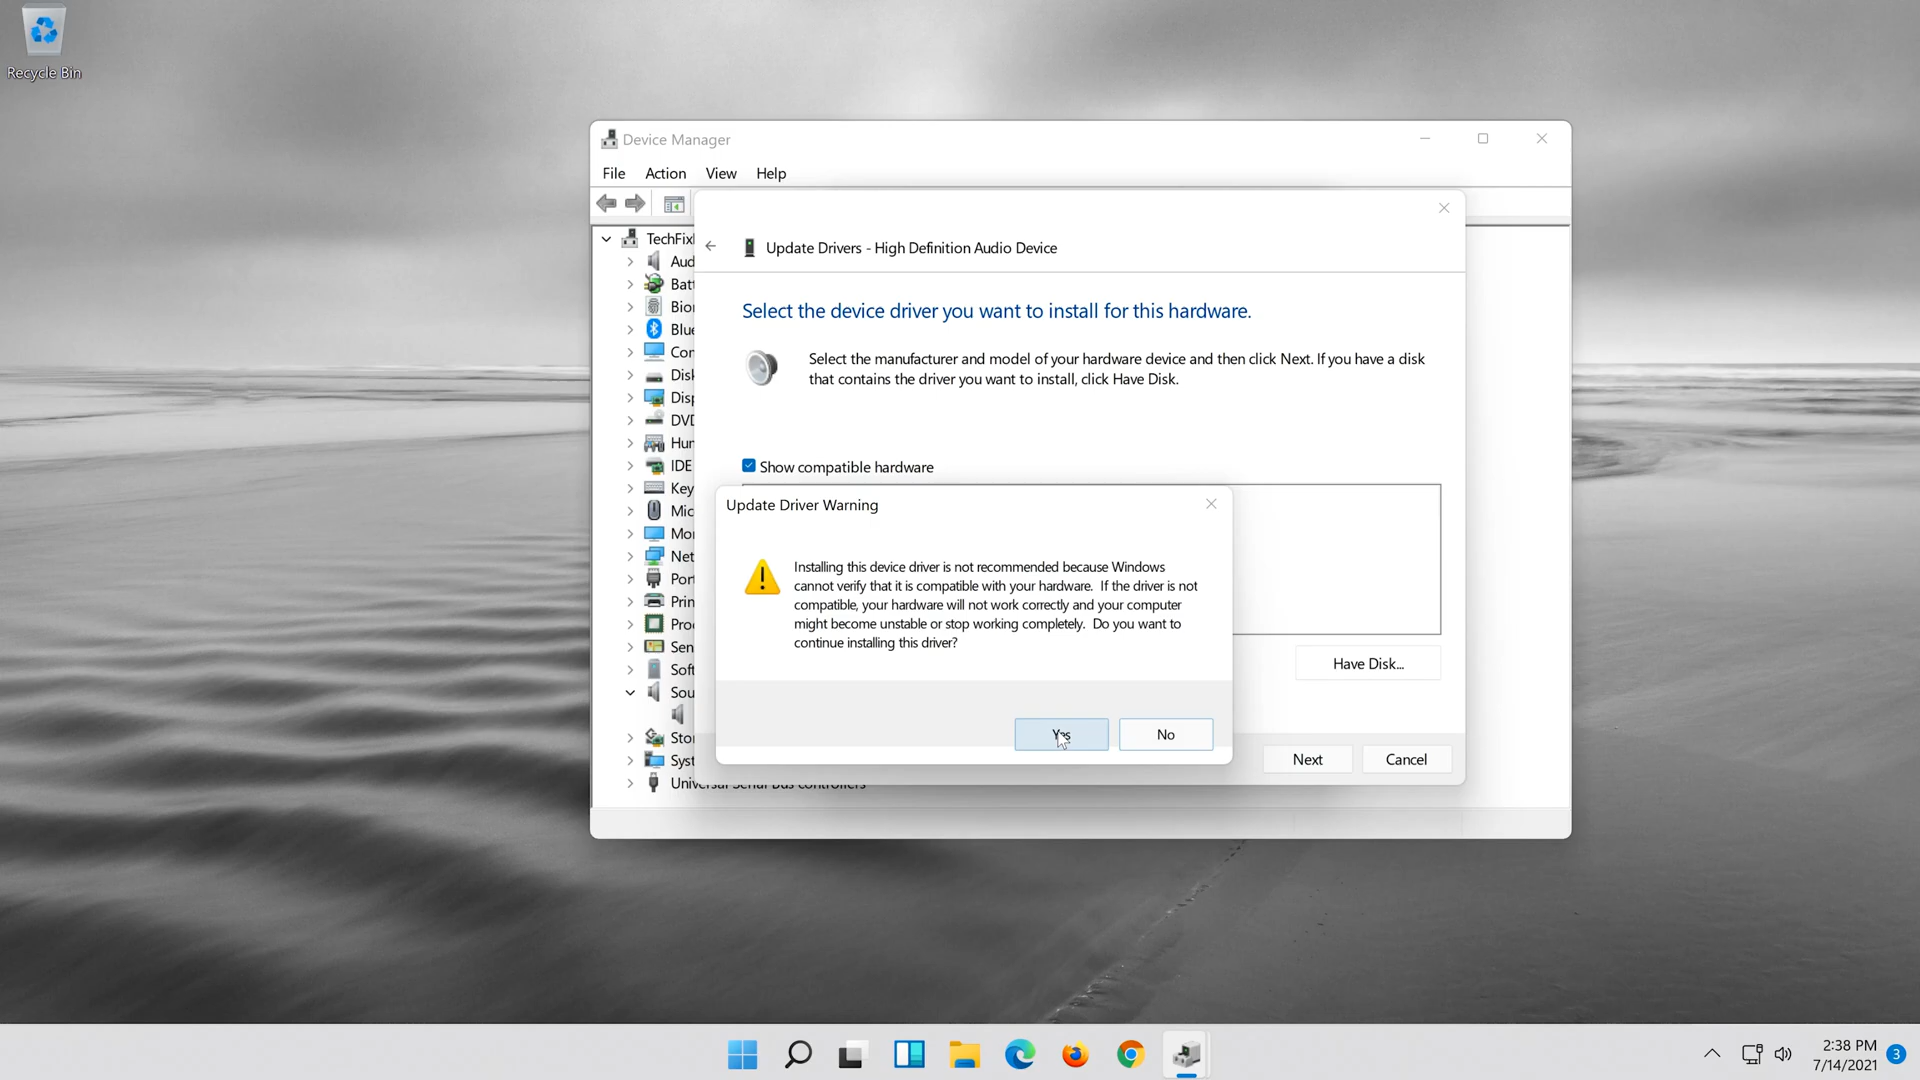 Recycle Bin
Device Manager
File Action View Help
TechFixI
Aud
Batt
Bion
Blue
Con
Disk
Disp
DVD
Hun
IDE
Key
Mic
Mon
Net
Port
Prin
Proc
Sen
Soft
Sou
Stor
Syst
Universal Serial Bus controllers
Update Drivers - High Definition Audio Device
Select the device driver you want to install for this hardware.
Select the manufacturer and model of your hardware device and then click Next. If you have a disk
that contains the driver you want to install, click Have Disk.
Show compatible hardware
Update Driver Warning
Installing this device driver is not recommended because Windows
cannot verify that it is compatible with your hardware. If the driver is not
compatible, your hardware will not work correctly and your computer
might become unstable or stop working completely. Do you want to
continue installing this driver?
Yes No
Have Disk...
Next Cancel
2:38 PM
7/14/2021
3